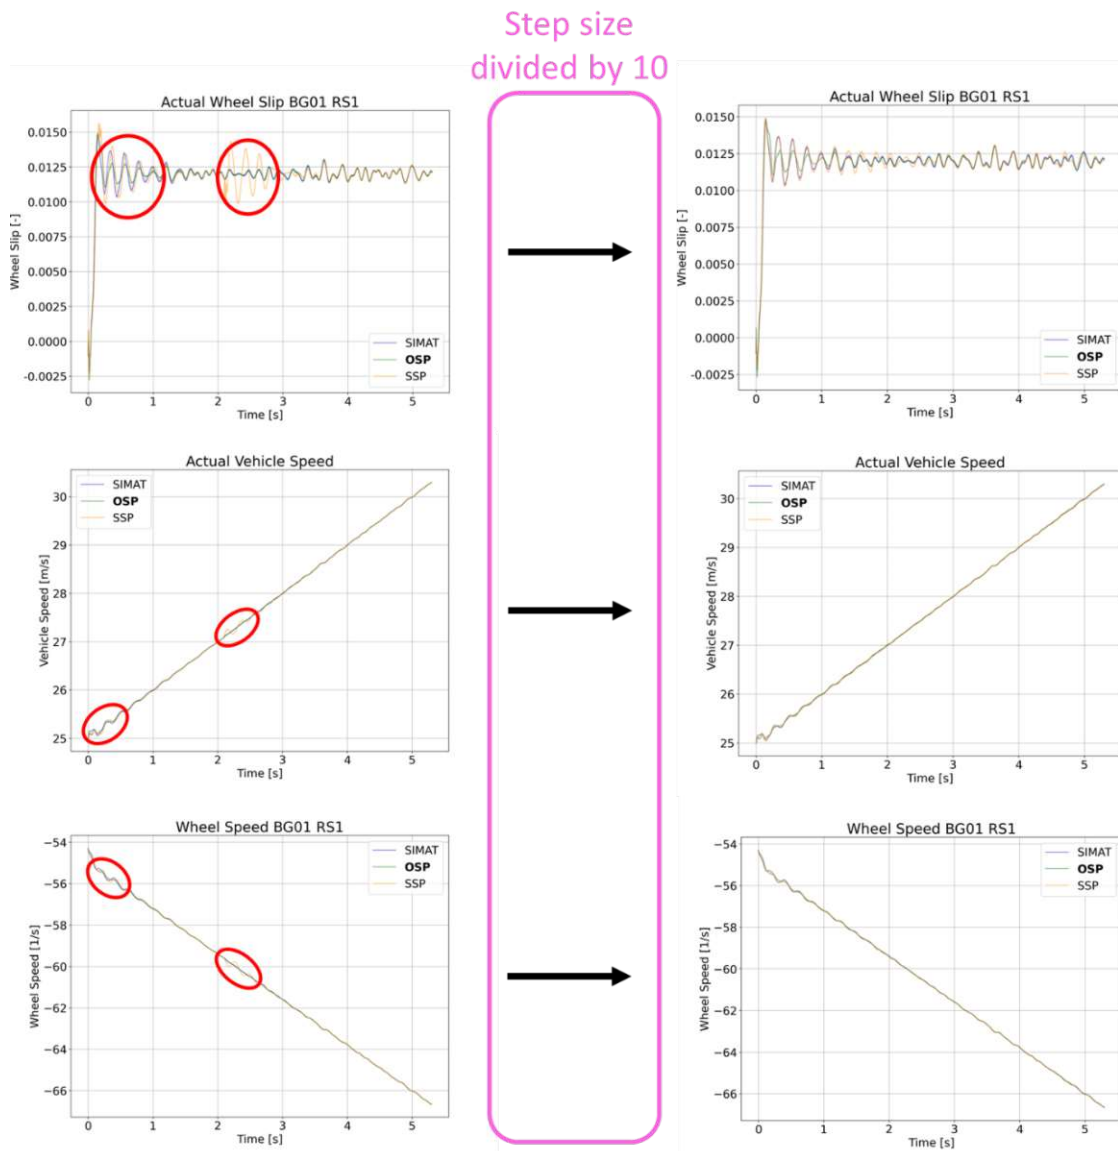 Step size
divided by 10
Actual Wheel Slip BG01 RS1
0.0150
0.0125
0.0100
0.0075
0.0050
0.0025
0.0000
-0.0025
Wheel Slip [-]
SIMAT
OSP
SSP
0 1 2 3 4 5
Time [s]
Actual Wheel Slip BG01 RS1
0.0150
0.0125
0.0100
0.0075
0.0050
0.0025
0.0000
-0.0025
Wheel Slip [-]
SIMAT
OSP
SSP
0 1 2 3 4 5
Time [s]
Actual Vehicle Speed
SIMAT
OSP
SSP
30
29
28
27
26
25
Vehicle Speed [m/s]
0 1 2 3 4 5
Time [s]
Actual Vehicle Speed
SIMAT
OSP
SSP
30
29
28
27
26
25
Vehicle Speed [m/s]
0 1 2 3 4 5
Time [s]
Wheel Speed BG01 RS1
SIMAT
OSP
SSP
−54
−56
−58
−60
−62
−64
−66
Wheel Speed [1/s]
0 1 2 3 4 5
Time [s]
Wheel Speed BG01 RS1
SIMAT
OSP
SSP
−54
−56
−58
−60
−62
−64
−66
Wheel Speed [1/s]
0 1 2 3 4 5
Time [s]